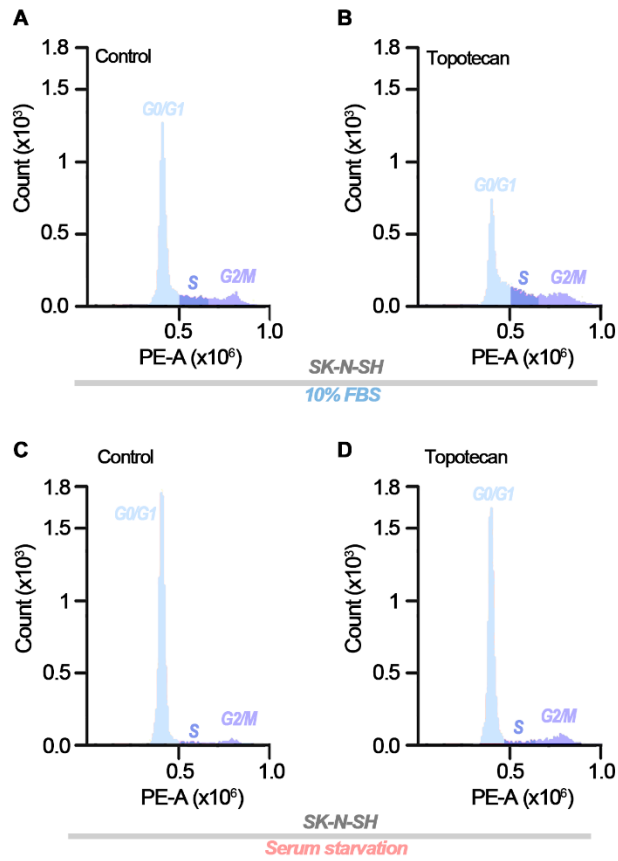 A
Control
1.8
1.5
1
0.5
0.0
Count (x10³)
G0/G1
S
G2/M
0.5
1.0
PE-A (x10⁶)
B
Topotecan
1.8
1.5
1
0.5
0.0
Count (x10³)
G0/G1
S
G2/M
0.5
1.0
PE-A (x10⁶)
SK-N-SH
10% FBS
C
Control
1.8
1.5
1
0.5
0.0
Count (x10³)
G0/G1
S
G2/M
0.5
1.0
PE-A (x10⁶)
D
Topotecan
1.8
1.5
1
0.5
0.0
Count (x10³)
G0/G1
S
G2/M
0.5
1.0
PE-A (x10⁶)
SK-N-SH
Serum starvation